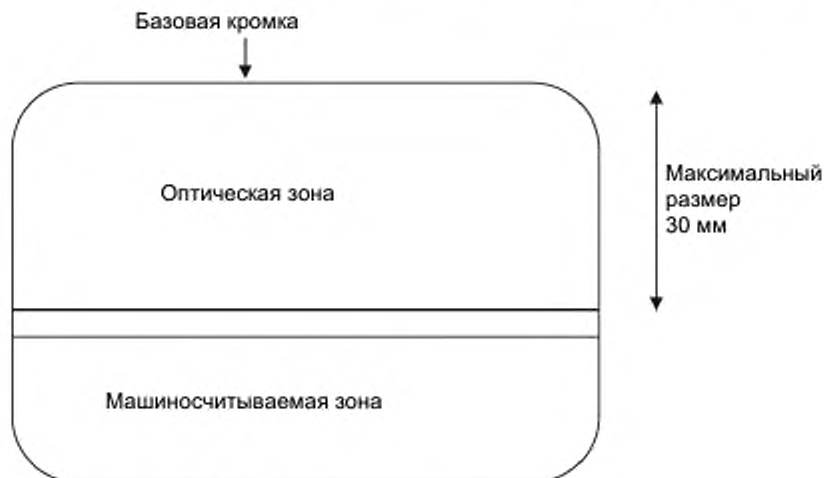 Базовая кромка
Оптическая зона
Максимальный
размер
30 мм
Машиносчитываемая зона